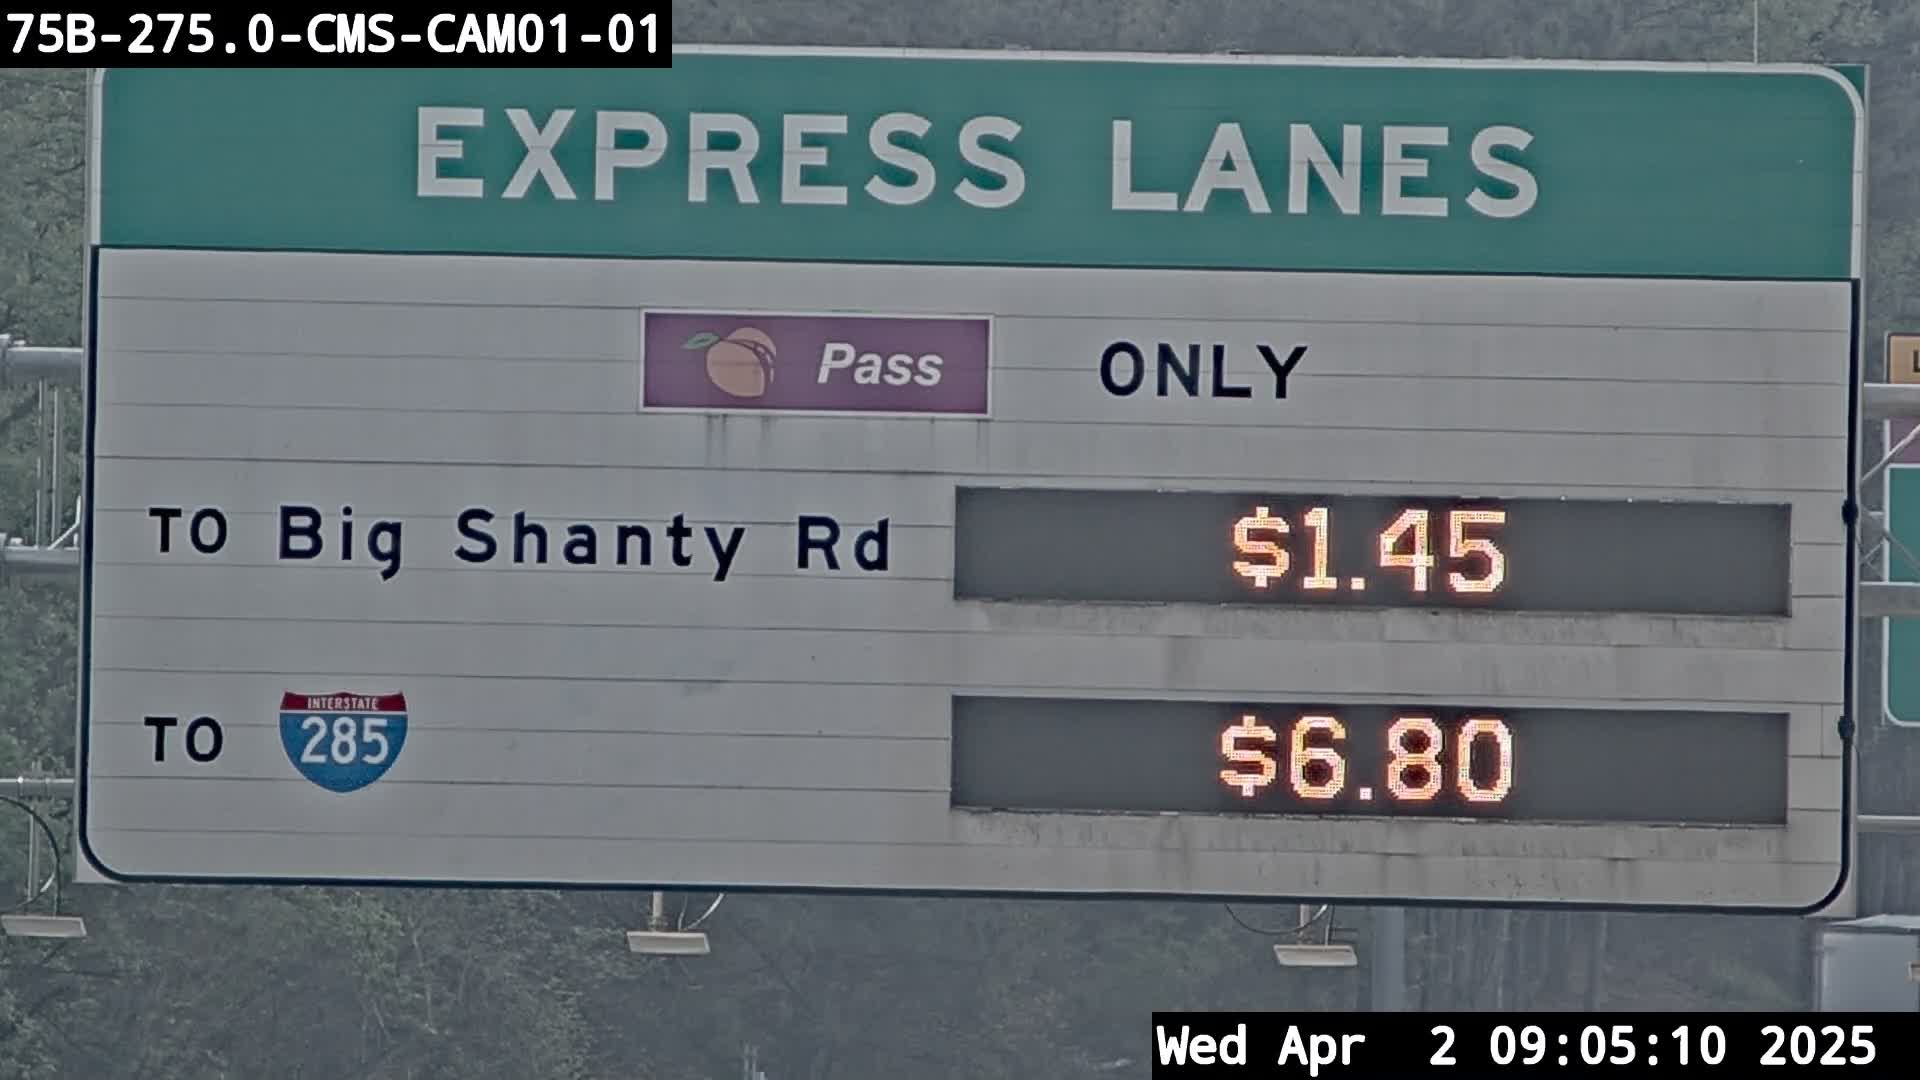 75B-275.0-CMS-CAM01-01
EXPRESS LANES
Pass ONLY
TO Big Shanty Rd $1.45
INTERSTATE
TO 285 $6.80
Wed Apr 2 09:05:10 2025